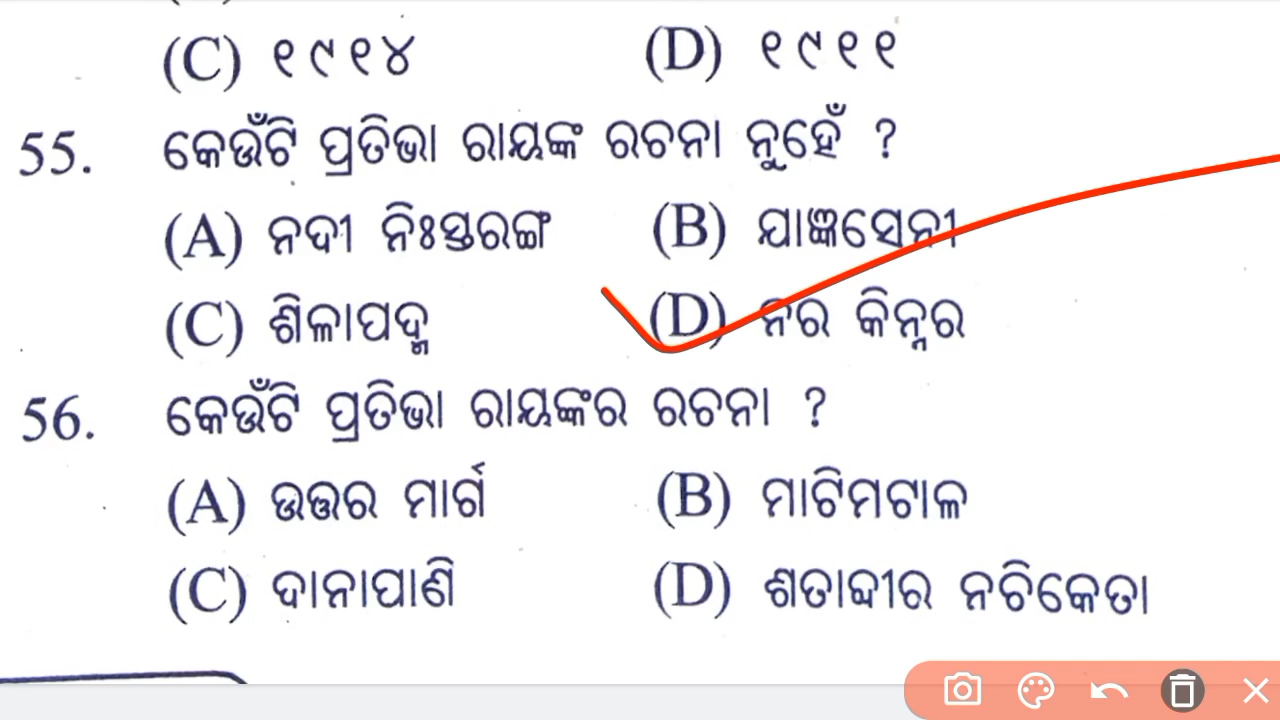 (C) ୧୯୧୪ (D) ୧୯୧୧
55. କେଉଁଟି ପ୍ରତିଭା ରାୟଙ୍କ ରଚନା ନୁହେଁ ?
(A) ନଦୀ ନିଃସ୍ତରଙ୍ଗ (B) ଯାଜ୍ଞସେନୀ
(C) ଶିଳାପଦ୍ମ (D) ନର କିନ୍ନର
56. କେଉଁଟି ପ୍ରତିଭା ରାୟଙ୍କର ରଚନା ?
(A) ଉତ୍ତର ମାର୍ଗ (B) ମାଟିମଟାଳ
(C) ଦାନାପାଣି (D) ଶତାବ୍ଦୀର ନଚିକେତା